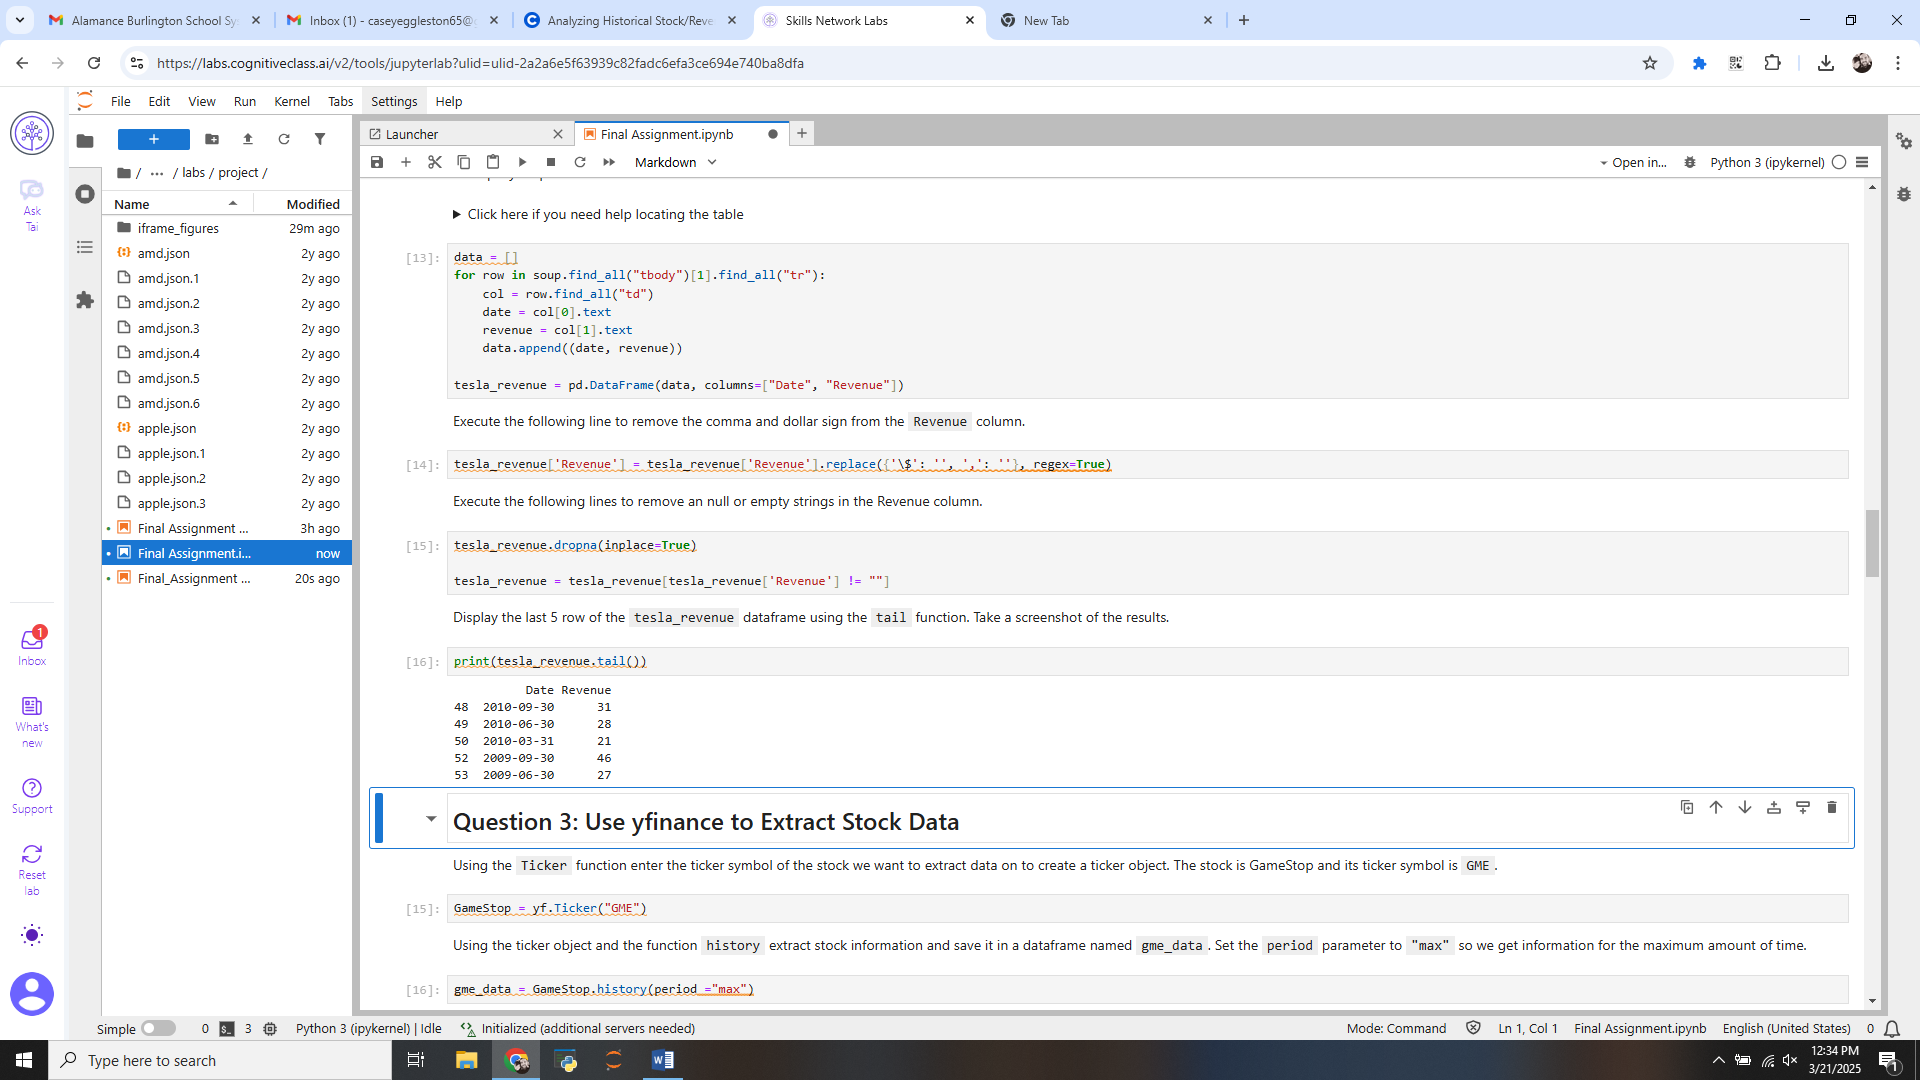 Alamance Burlington School Sy
Inbox (1) - caseyeggleston65@g
Analyzing Historical Stock/Reve
Skills Network Labs
New Tab
https://labs.cognitiveclass.ai/v2/tools/jupyterlab?ulid=ulid-2a2a6e5f63939c82fadc6efa3ce694e740ba8dfa
File Edit View Run Kernel Tabs Settings Help
Ask
Tai
Inbox
1
What's
new
Support
Reset
lab
/ ··· / labs / project /
Name Modified
iframe_figures 29m ago
amd.json 2y ago
amd.json.1 2y ago
amd.json.2 2y ago
amd.json.3 2y ago
amd.json.4 2y ago
amd.json.5 2y ago
amd.json.6 2y ago
apple.json 2y ago
apple.json.1 2y ago
apple.json.2 2y ago
apple.json.3 2y ago
Final Assignment ... 3h ago
Final Assignment.i... now
Final_Assignment ... 20s ago
Launcher
Final Assignment.ipynb
Markdown
Open in...
Python 3 (ipykernel)
Click here if you need help locating the table
[13]:
data = []
for row in soup.find_all("tbody")[1].find_all("tr"):
    col = row.find_all("td")
    date = col[0].text
    revenue = col[1].text
    data.append((date, revenue))
tesla_revenue = pd.DataFrame(data, columns=["Date", "Revenue"])
Execute the following line to remove the comma and dollar sign from the Revenue column.
[14]: tesla_revenue['Revenue'] = tesla_revenue['Revenue'].replace({'\$': '', ',': ''}, regex=True)
Execute the following lines to remove an null or empty strings in the Revenue column.
[15]: tesla_revenue.dropna(inplace=True)
tesla_revenue = tesla_revenue[tesla_revenue['Revenue'] != ""]
Display the last 5 row of the tesla_revenue dataframe using the tail function. Take a screenshot of the results.
[16]: print(tesla_revenue.tail())
Date Revenue
48 2010-09-30 31
49 2010-06-30 28
50 2010-03-31 21
52 2009-09-30 46
53 2009-06-30 27
Question 3: Use yfinance to Extract Stock Data
Using the Ticker function enter the ticker symbol of the stock we want to extract data on to create a ticker object. The stock is GameStop and its ticker symbol is GME .
[15]: GameStop = yf.Ticker("GME")
Using the ticker object and the function history extract stock information and save it in a dataframe named gme_data . Set the period parameter to "max" so we get information for the maximum amount of time.
[16]: gme_data = GameStop.history(period ="max")
Simple 0 3 Python 3 (ipykernel) | Idle Initialized (additional servers needed)
Mode: Command Ln 1, Col 1 Final Assignment.ipynb English (United States) 0
Type here to search
12:34 PM
3/21/2025
1